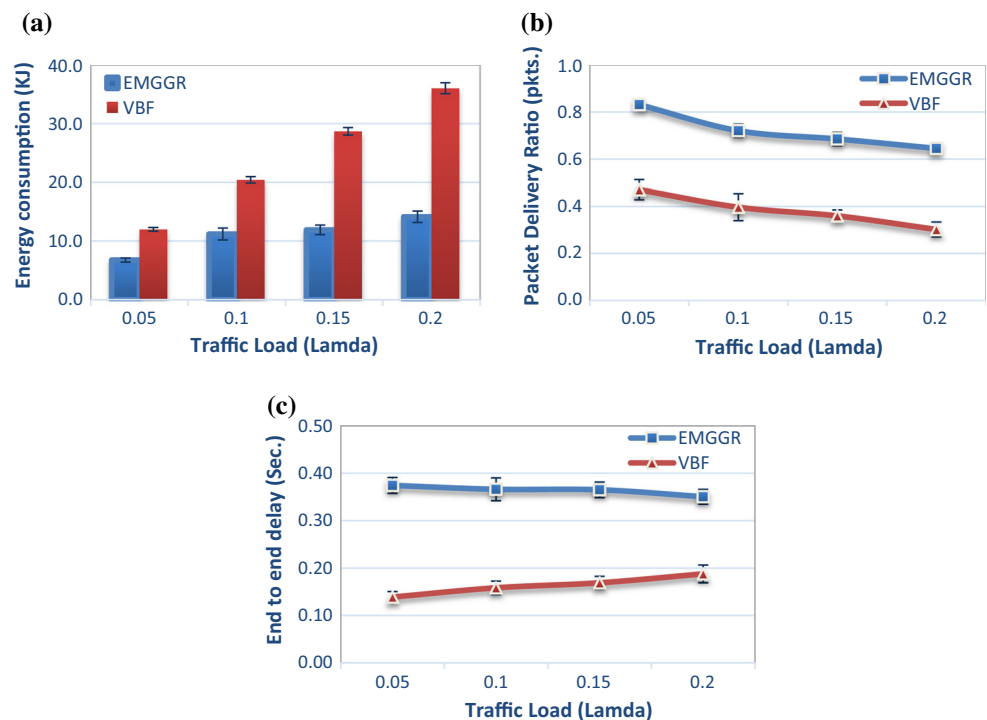 (a)
Energy consumption (KJ)
40.0
30.0
20.0
10.0
0.0
EMGGR
VBF
0.05 0.1 0.15 0.2
Traffic Load (Lamda)
(b)
Packet Delivery Ratio (pkts.)
1.0
0.8
0.6
0.4
0.2
0.0
EMGGR
VBF
0.05 0.1 0.15 0.2
Traffic Load (Lamda)
(c)
End to end delay (Sec.)
0.50
0.40
0.30
0.20
0.10
0.00
EMGGR
VBF
0.05 0.1 0.15 0.2
Traffic Load (Lamda)